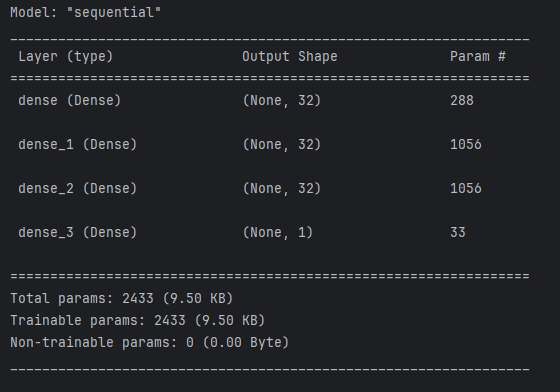 Model: "sequential"
_________________________________________________________________
Layer (type) Output Shape Param #
=================================================================
dense (Dense) (None, 32) 288
dense_1 (Dense) (None, 32) 1056
dense_2 (Dense) (None, 32) 1056
dense_3 (Dense) (None, 1) 33
=================================================================
Total params: 2433 (9.50 KB)
Trainable params: 2433 (9.50 KB)
Non-trainable params: 0 (0.00 Byte)
_________________________________________________________________